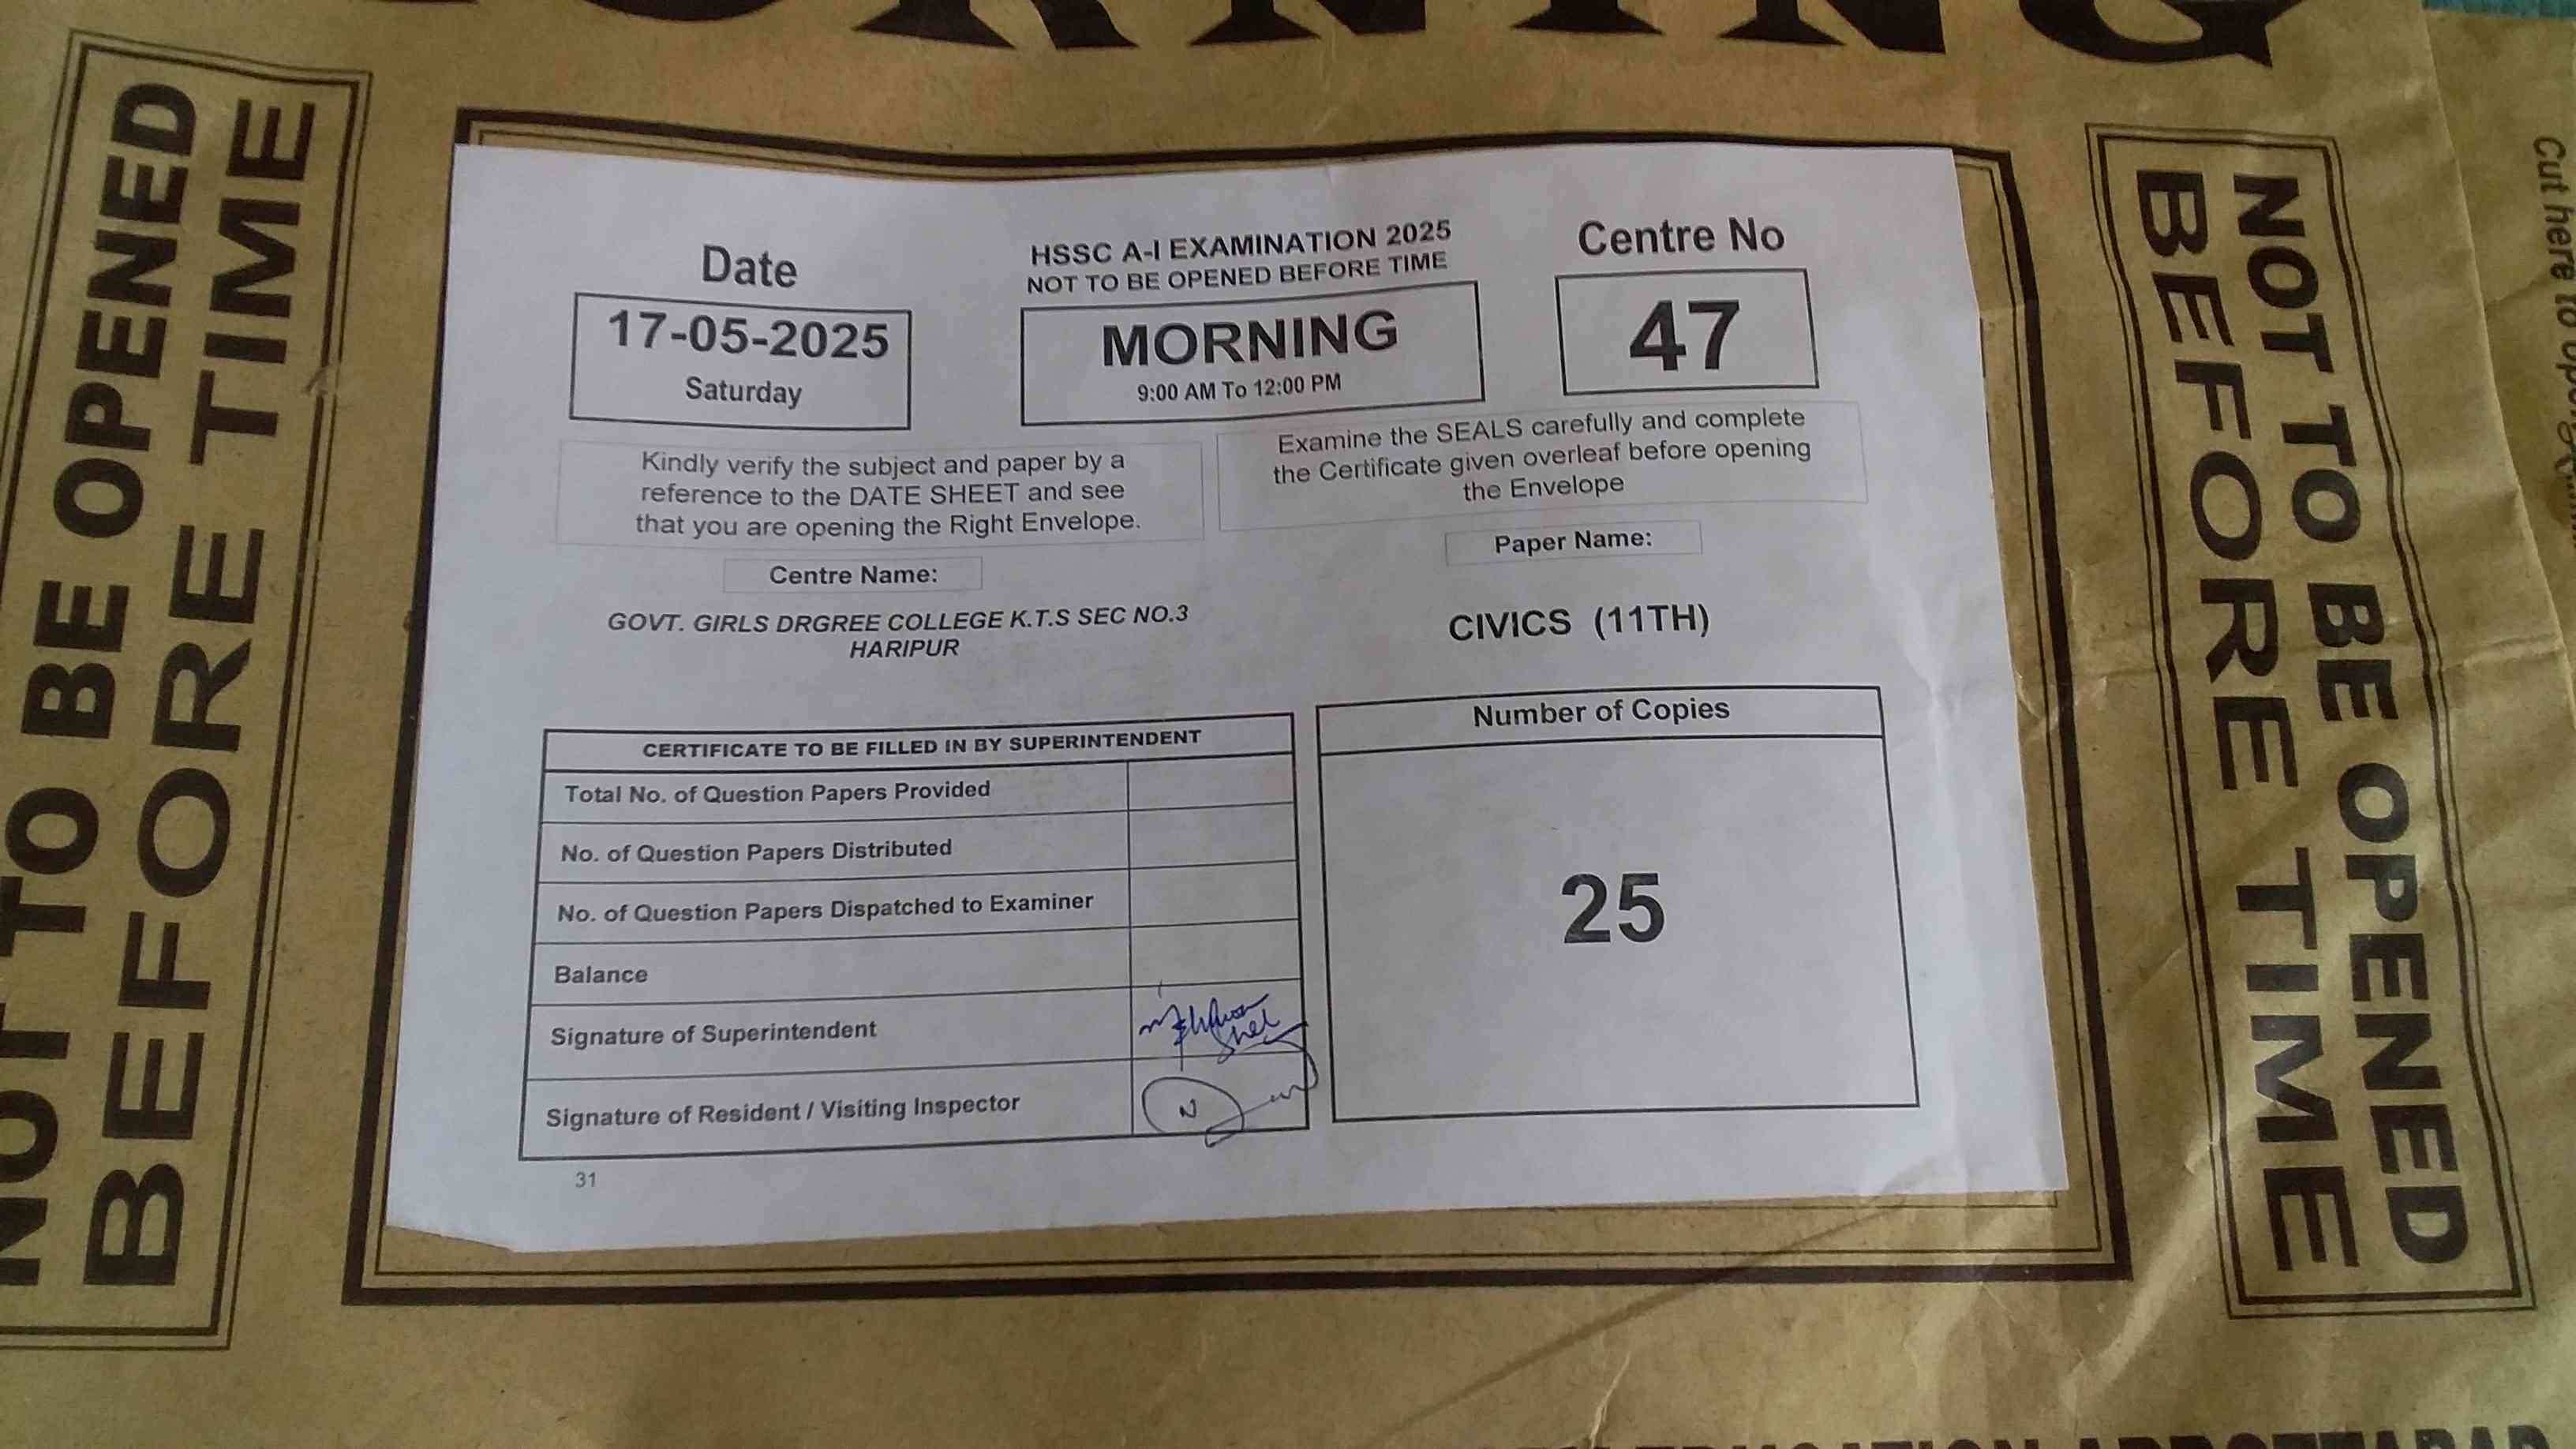 NOT TO BE OPENED
BEFORE TIME
Date
17-05-2025
Saturday
HSSC A-I EXAMINATION 2025
NOT TO BE OPENED BEFORE TIME
MORNING
9:00 AM To 12:00 PM
Centre No
47
Kindly verify the subject and paper by a
reference to the DATE SHEET and see
that you are opening the Right Envelope.
Examine the SEALS carefully and complete
the Certificate given overleaf before opening
the Envelope
Centre Name:
GOVT. GIRLS DRGREE COLLEGE K.T.S SEC NO.3
HARIPUR
Paper Name:
CIVICS (11TH)
CERTIFICATE TO BE FILLED IN BY SUPERINTENDENT
Total No. of Question Papers Provided
No. of Question Papers Distributed
No. of Question Papers Dispatched to Examiner
Balance
Signature of Superintendent
Signature of Resident / Visiting Inspector
Number of Copies
25
31
NOT TO BE OPENED
BEFORE TIME
Cut here to open